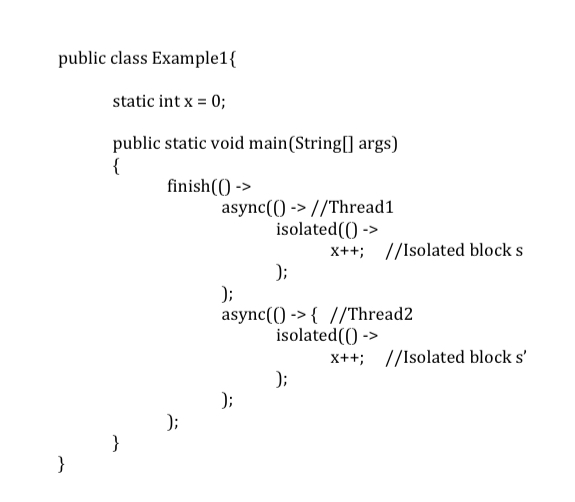 public class Example1{
static int x = 0;
public static void main(String[] args)
{
finish(() ->
async(() -> //Thread1
isolated(() ->
x++; //Isolated block s
);
);
async(() -> { //Thread2
isolated(() ->
x++; //Isolated block s’
);
);
);
}
}